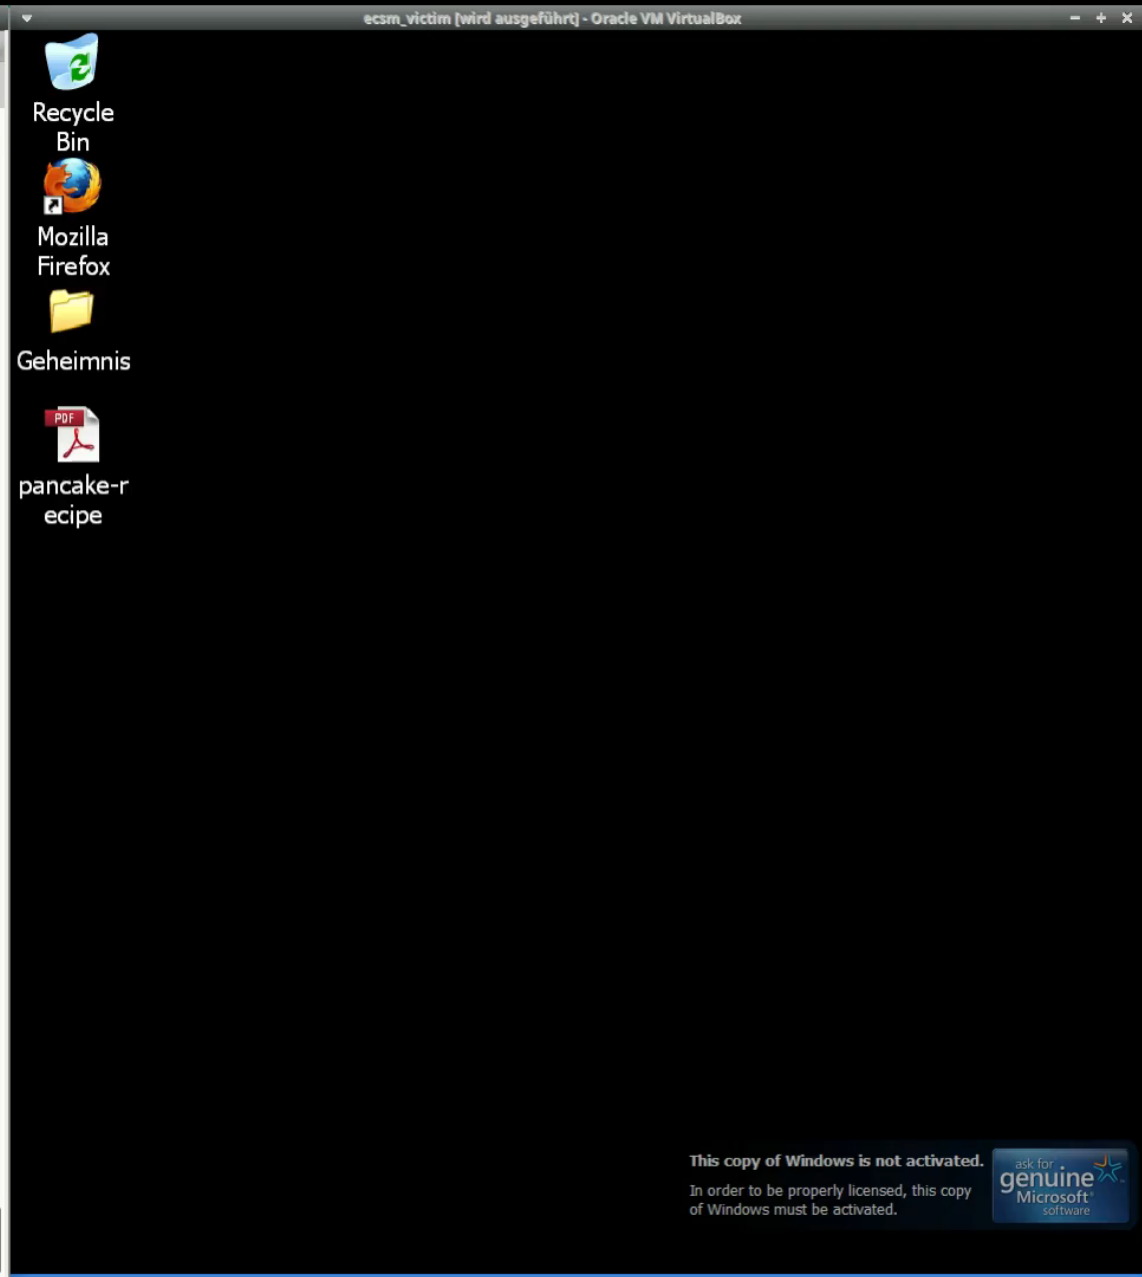 ecsm_victim [wird ausgeführt] - Oracle VM VirtualBox
Recycle
Bin
Mozilla
Firefox
Geheimnis
PDF
pancake-r
ecipe
This copy of Windows is not activated.
In order to be properly licensed, this copy
of Windows must be activated.
ask for
genuine
Microsoft®
software